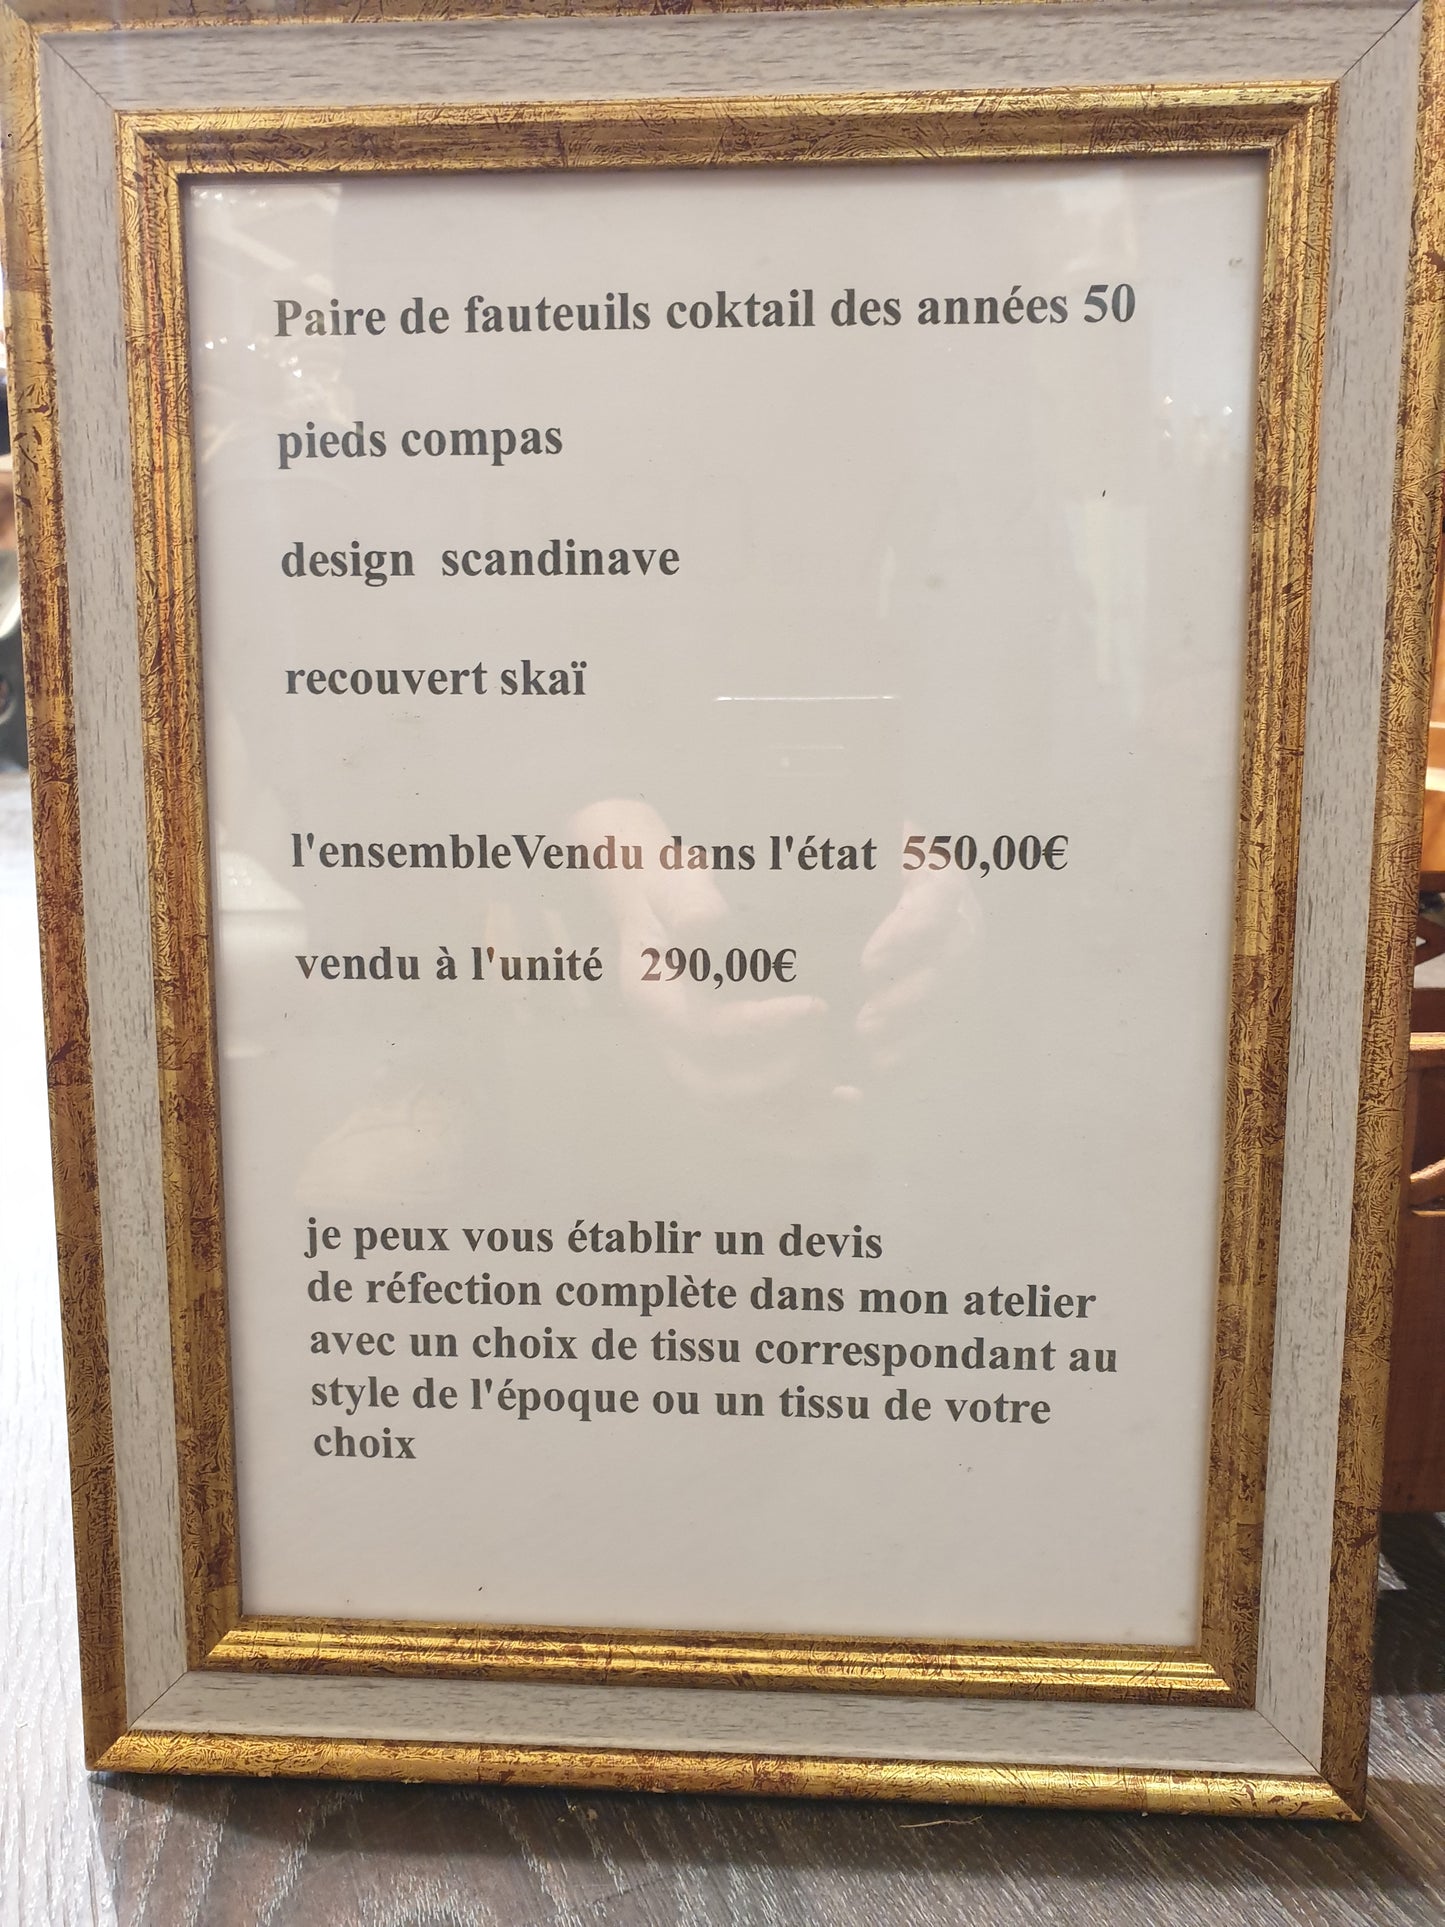 Paire de fauteuils coktail des années 50
pieds compas
design  scandinave
recouvert skaï
l'ensembleVendu dans l'état  550,00€
vendu à l'unité   290,00€
je peux vous établir un devis
de réfection complète dans mon atelier
avec un choix de tissu correspondant au
style de l'époque ou un tissu de votre
choix